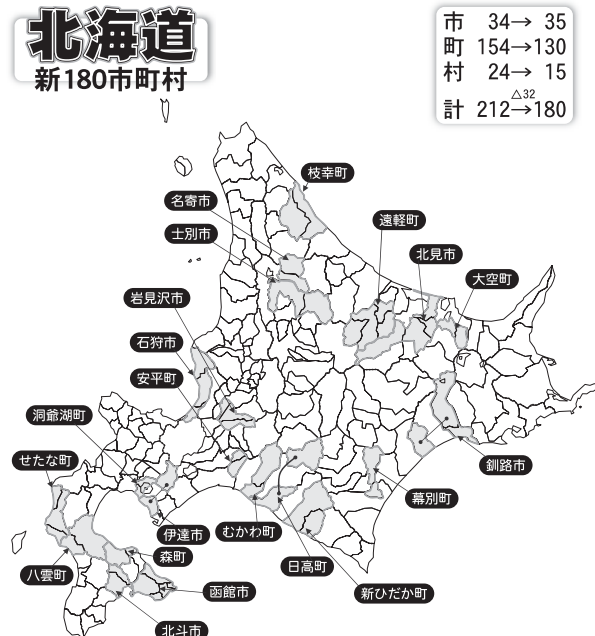 北海道
新180市町村
市 34→ 35
町 154→130
村 24→ 15
△32
計 212→180
枝幸町
名寄市
遠軽町
士別市
北見市
大空町
岩見沢市
石狩市
安平町
洞爺湖町
せたな町
釧路市
幕別町
伊達市
むかわ町
森町
日高町
八雲町
函館市
新ひだか町
北斗市